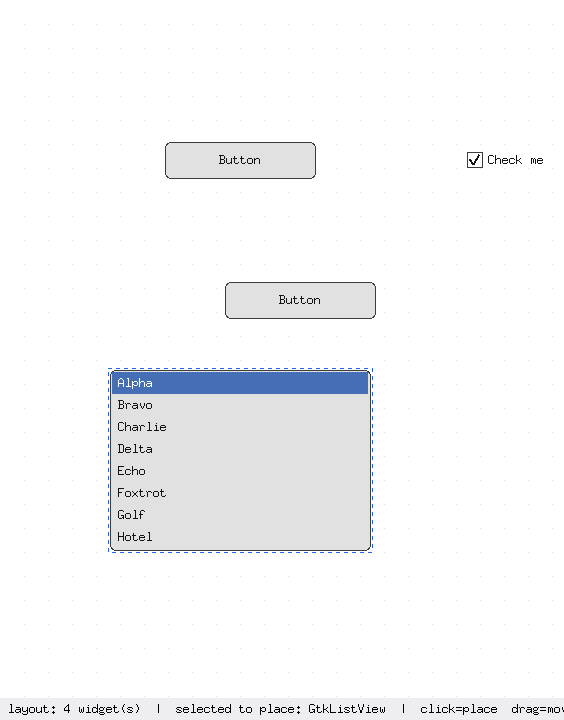 Button
Check me
Button
Alpha
Bravo
Charlie
Delta
Echo
Foxtrot
Golf
Hotel
layout: 4 widget(s) | selected to place: GtkListView | click=place drag=mov